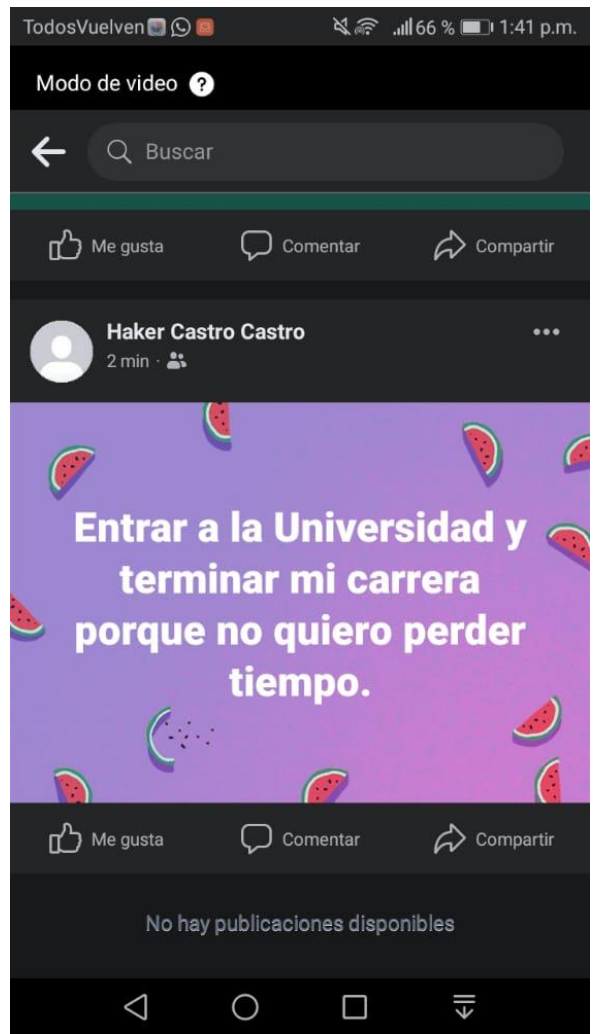 TodosVuelven 66 % 1:41 p.m.
Modo de video ?
Buscar
Me gusta Comentar Compartir
Haker Castro Castro
2 min ·
Entrar a la Universidad y
terminar mi carrera
porque no quiero perder
tiempo.
Me gusta Comentar Compartir
No hay publicaciones disponibles